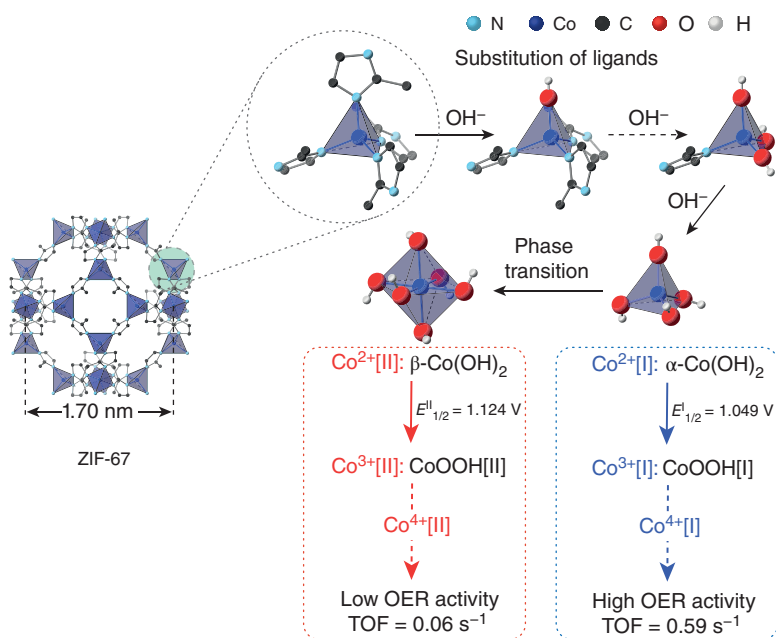 N Co C O H
Substitution of ligands
OH⁻
OH⁻
OH⁻
Phase
transition
1.70 nm
ZIF-67
Co²⁺[II]: β-Co(OH)₂
E^II_1/2 = 1.124 V
Co³⁺[II]: CoOOH[II]
Co⁴⁺[II]
Low OER activity
TOF = 0.06 s⁻¹
Co²⁺[I]: α-Co(OH)₂
E^I_1/2 = 1.049 V
Co³⁺[I]: CoOOH[I]
Co⁴⁺[I]
High OER activity
TOF = 0.59 s⁻¹